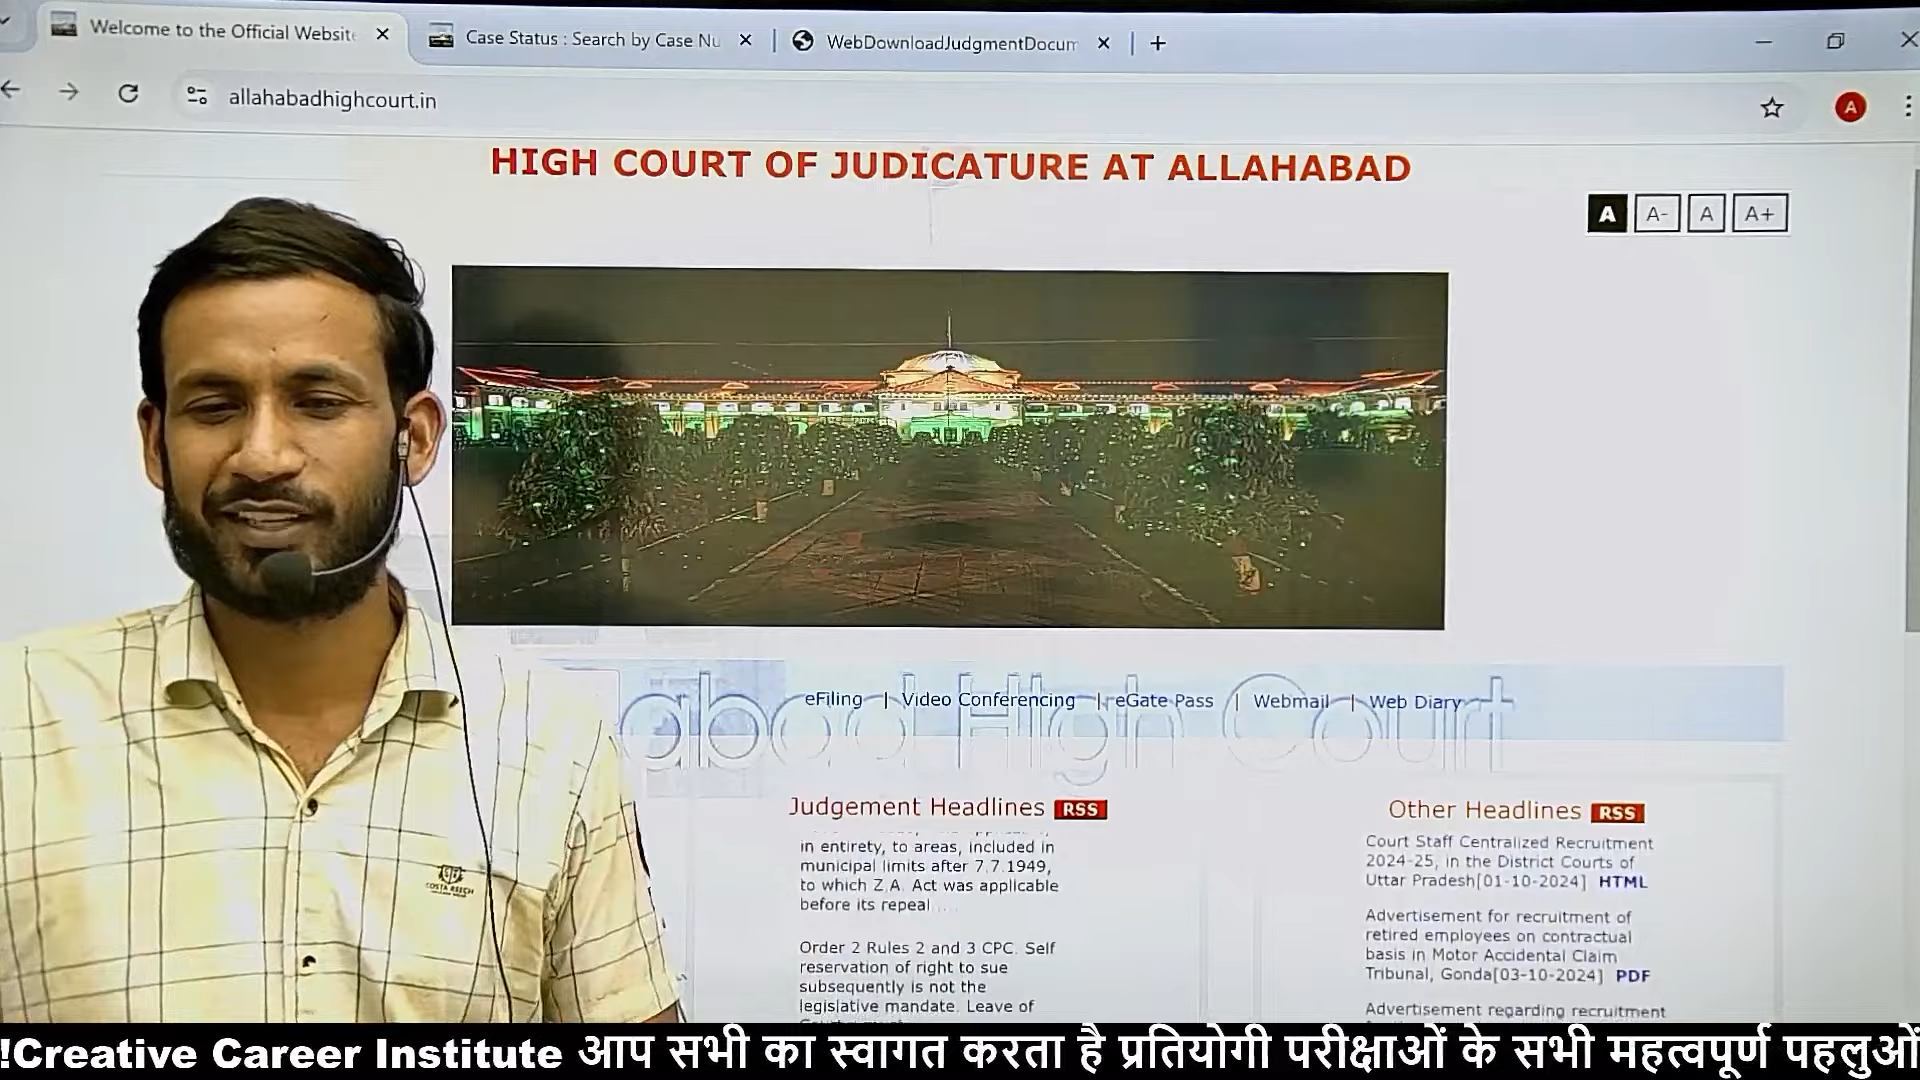 Welcome to the Official Websit
Case Status : Search by Case Nu
WebDownloadJudgmentDocum
allahabadhighcourt.in
A
HIGH COURT OF JUDICATURE AT ALLAHABAD
A A- A A+
abad High Court
eFiling | Video Conferencing | eGate Pass | Webmail | Web Diary
Judgement Headlines RSS
in entirety, to areas, included in
municipal limits after 7.7.1949,
to which Z.A. Act was applicable
before its repeal....
Order 2 Rules 2 and 3 CPC. Self
reservation of right to sue
subsequently is not the
legislative mandate. Leave of
Other Headlines RSS
Court Staff Centralized Recruitment
2024-25, in the District Courts of
Uttar Pradesh[01-10-2024] HTML
Advertisement for recruitment of
retired employees on contractual
basis in Motor Accidental Claim
Tribunal, Gonda[03-10-2024] PDF
Advertisement regarding recruitment
COSTA REECH
!Creative Career Institute आप सभी का स्वागत करता है प्रतियोगी परीक्षाओं के सभी महत्वपूर्ण पहलुओं